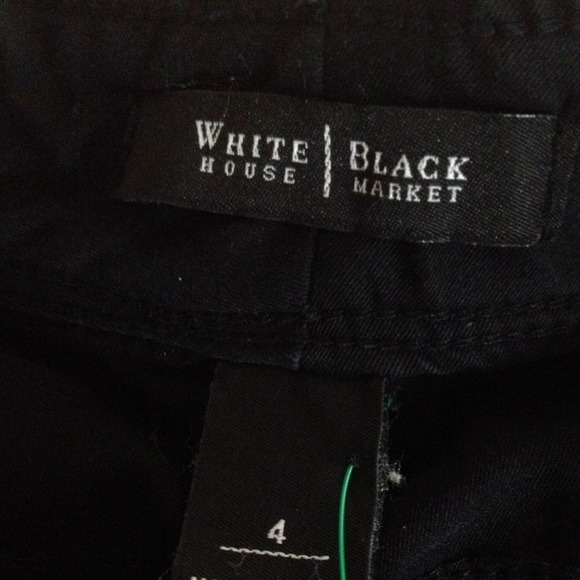 WHITE | BLACK
HOUSE | MARKET
4